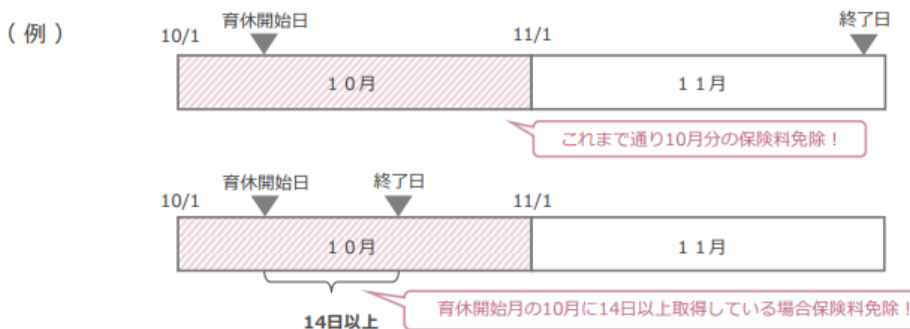 （例）
育休開始日
終了日
10/1
11/1
１０月
１１月
これまで通り10月分の保険料免除！
育休開始日
終了日
10/1
11/1
１０月
１１月
14日以上
育休開始月の10月に14日以上取得している場合保険料免除！